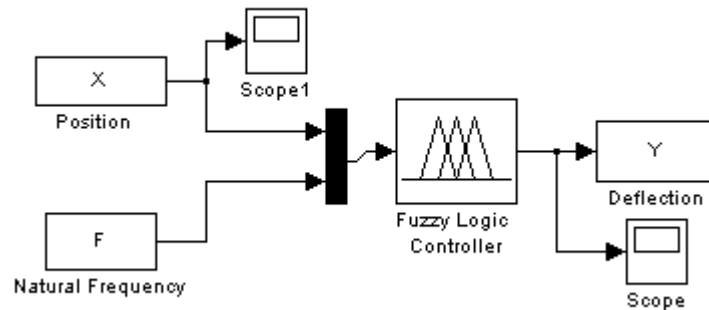 X
Position
Scope1
F
Natural Frequency
Fuzzy Logic
Controller
Y
Deflection
Scope